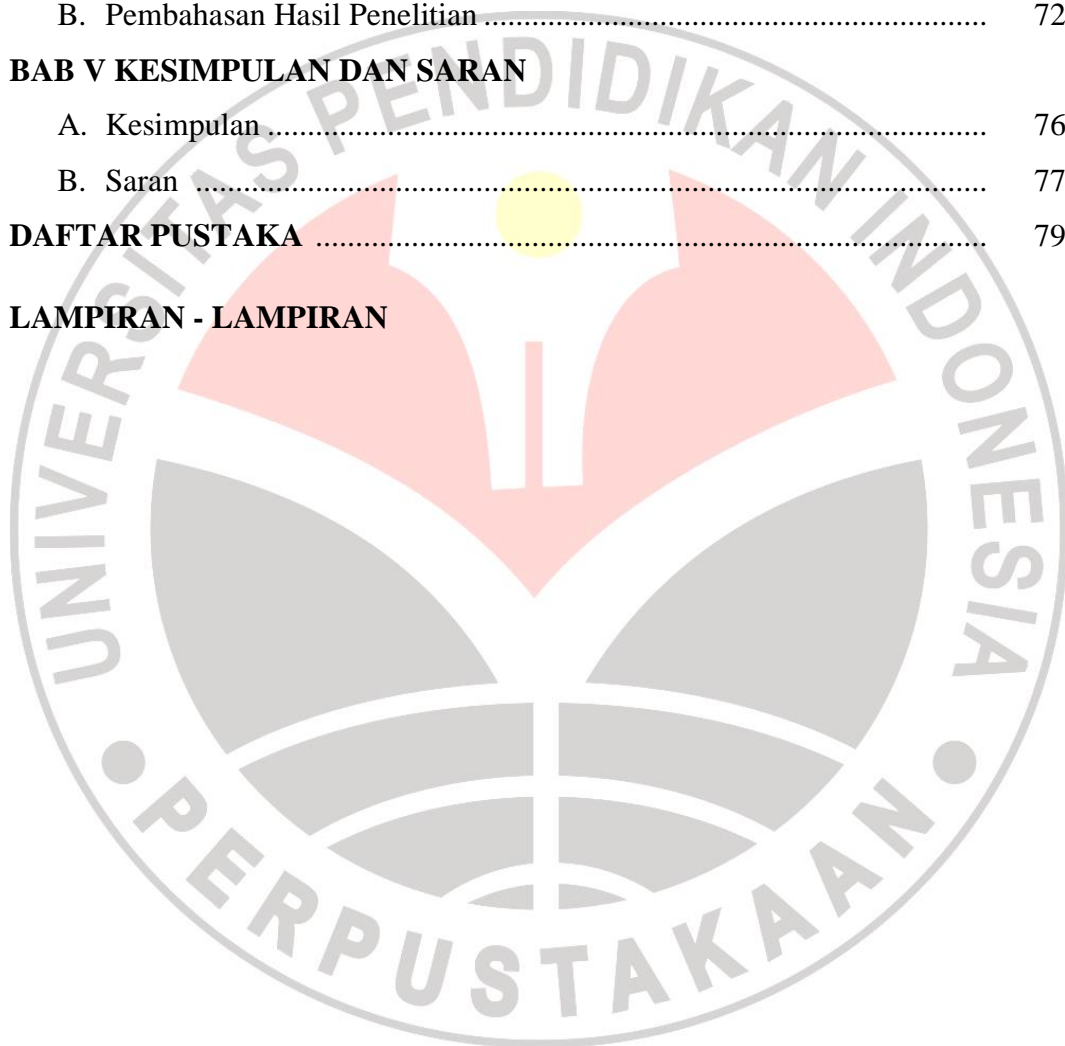 B. Pembahasan Hasil Penelitian ................................................................ 72
BAB V KESIMPULAN DAN SARAN
A. Kesimpulan ........................................................................................... 76
B. Saran .................................................................................................... 77
DAFTAR PUSTAKA .................................................................................... 79
LAMPIRAN - LAMPIRAN
UNIVERSITAS PENDIDIKAN INDONESIA
PERPUSTAKAAN